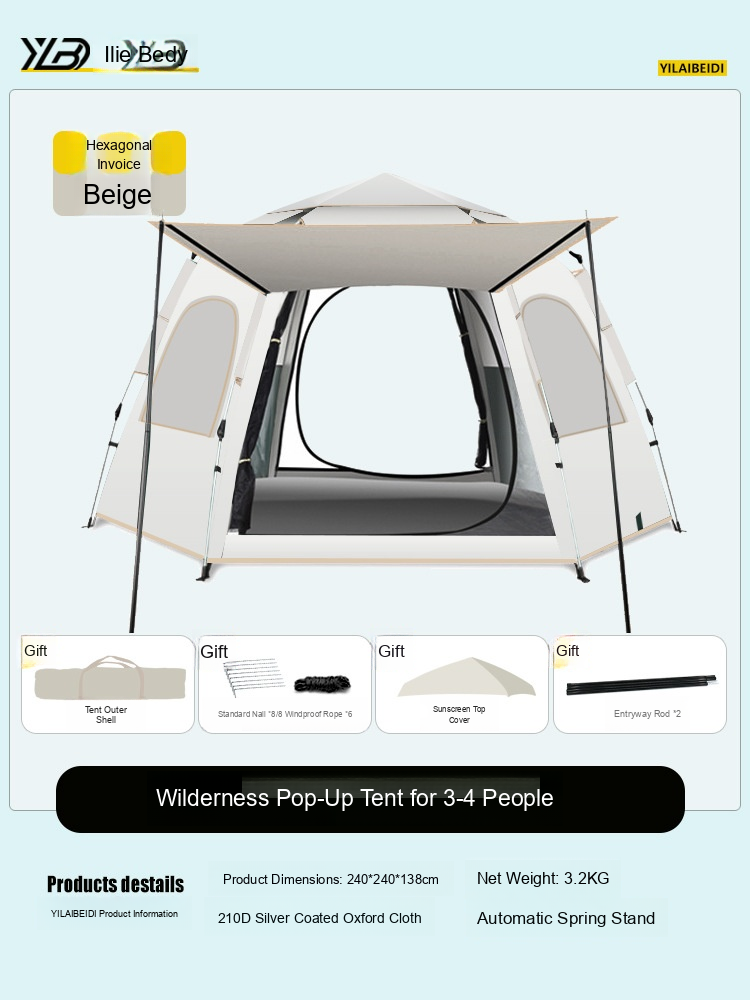 YLB Ilie Bedy
YILAIBEIDI
Hexagonal
Invoice
Beige
Gift
Tent Outer
Shell
Gift
Standard Nail *8/8 Windproof Rope *6
Gift
Sunscreen Top
Cover
Gift
Entryway Rod *2
Wilderness Pop-Up Tent for 3-4 People
Products destails
YILAIBEIDI Product Information
Product Dimensions: 240*240*138cm
210D Silver Coated Oxford Cloth
Net Weight: 3.2KG
Automatic Spring Stand